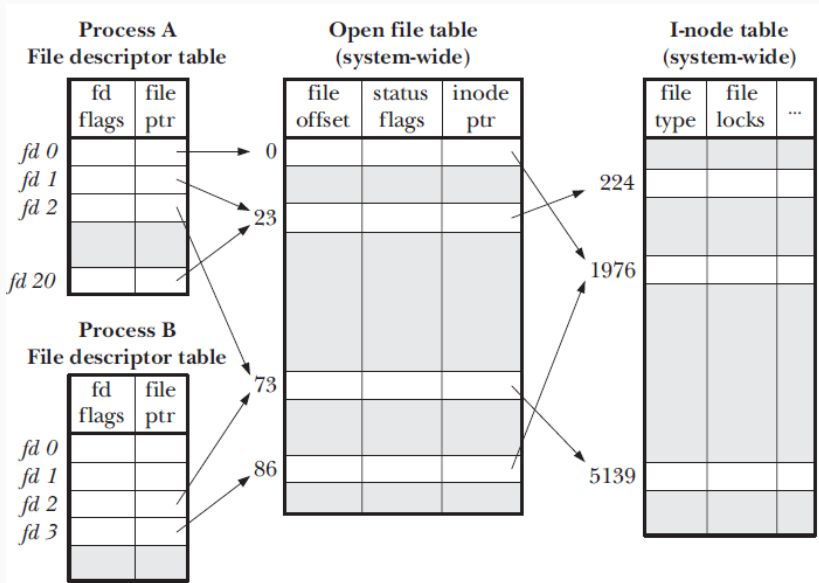 Process A
File descriptor table
fd
flags
file
ptr
fd 0
fd 1
fd 2
fd 20
Process B
File descriptor table
fd
flags
file
ptr
fd 0
fd 1
fd 2
fd 3
Open file table
(system-wide)
file
offset
status
flags
inode
ptr
0
23
73
86
I-node table
(system-wide)
file
type
file
locks
...
224
1976
5139